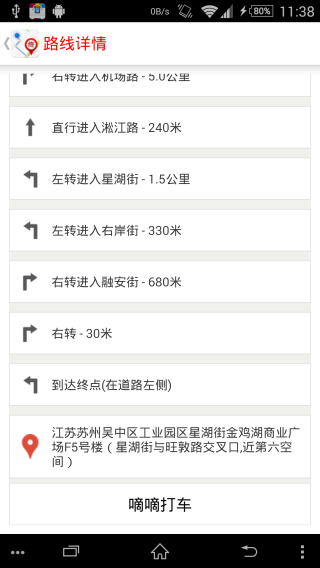 0B/s 80% 11:38
路线详情
右转进入机场路 - 5.0公里
直行进入淞江路 - 240米
左转进入星湖街 - 1.5公里
左转进入右岸街 - 330米
右转进入融安街 - 680米
右转 - 30米
到达终点(在道路左侧)
江苏苏州吴中区工业园区星湖街金鸡湖商业广
场F5号楼（星湖街与旺敦路交叉口,近第六空
间）
嘀嘀打车